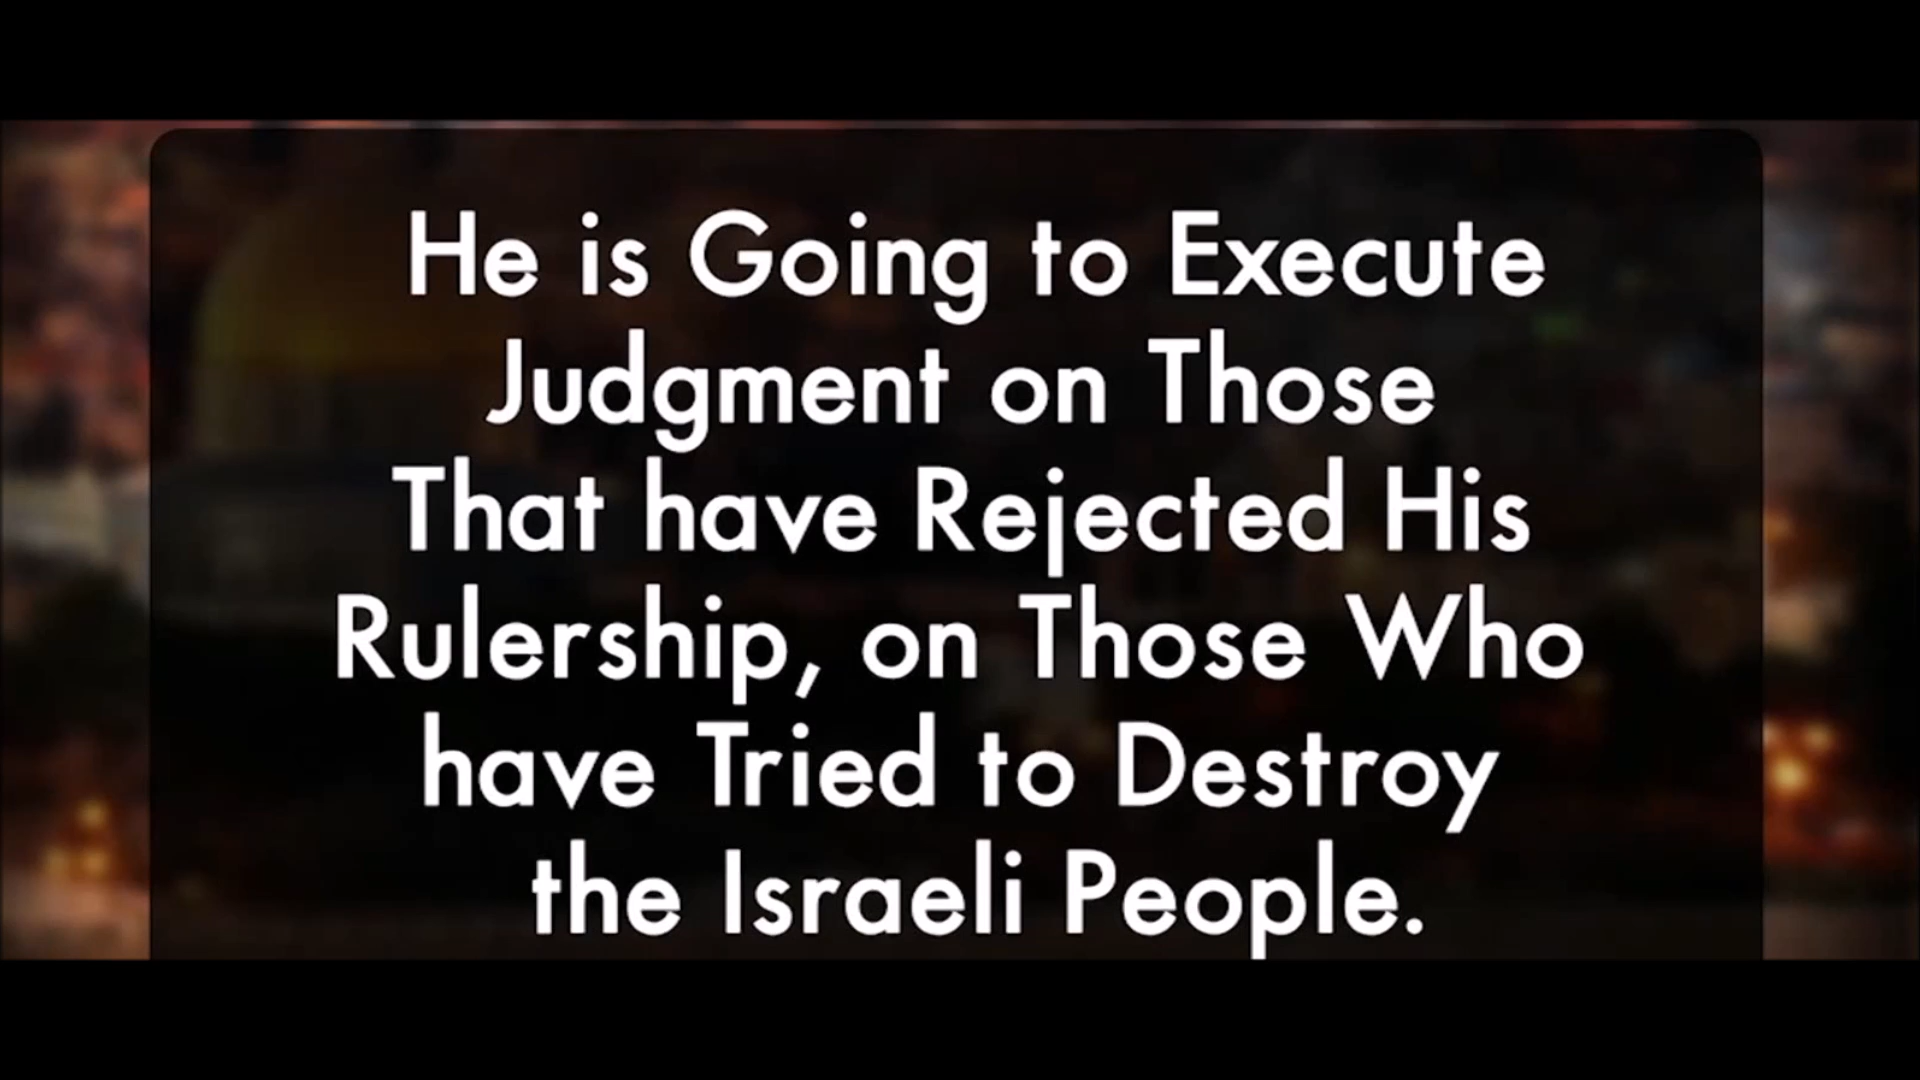 He is Going to Execute
Judgment on Those
That have Rejected His
Rulership, on Those Who
have Tried to Destroy
the Israeli People.